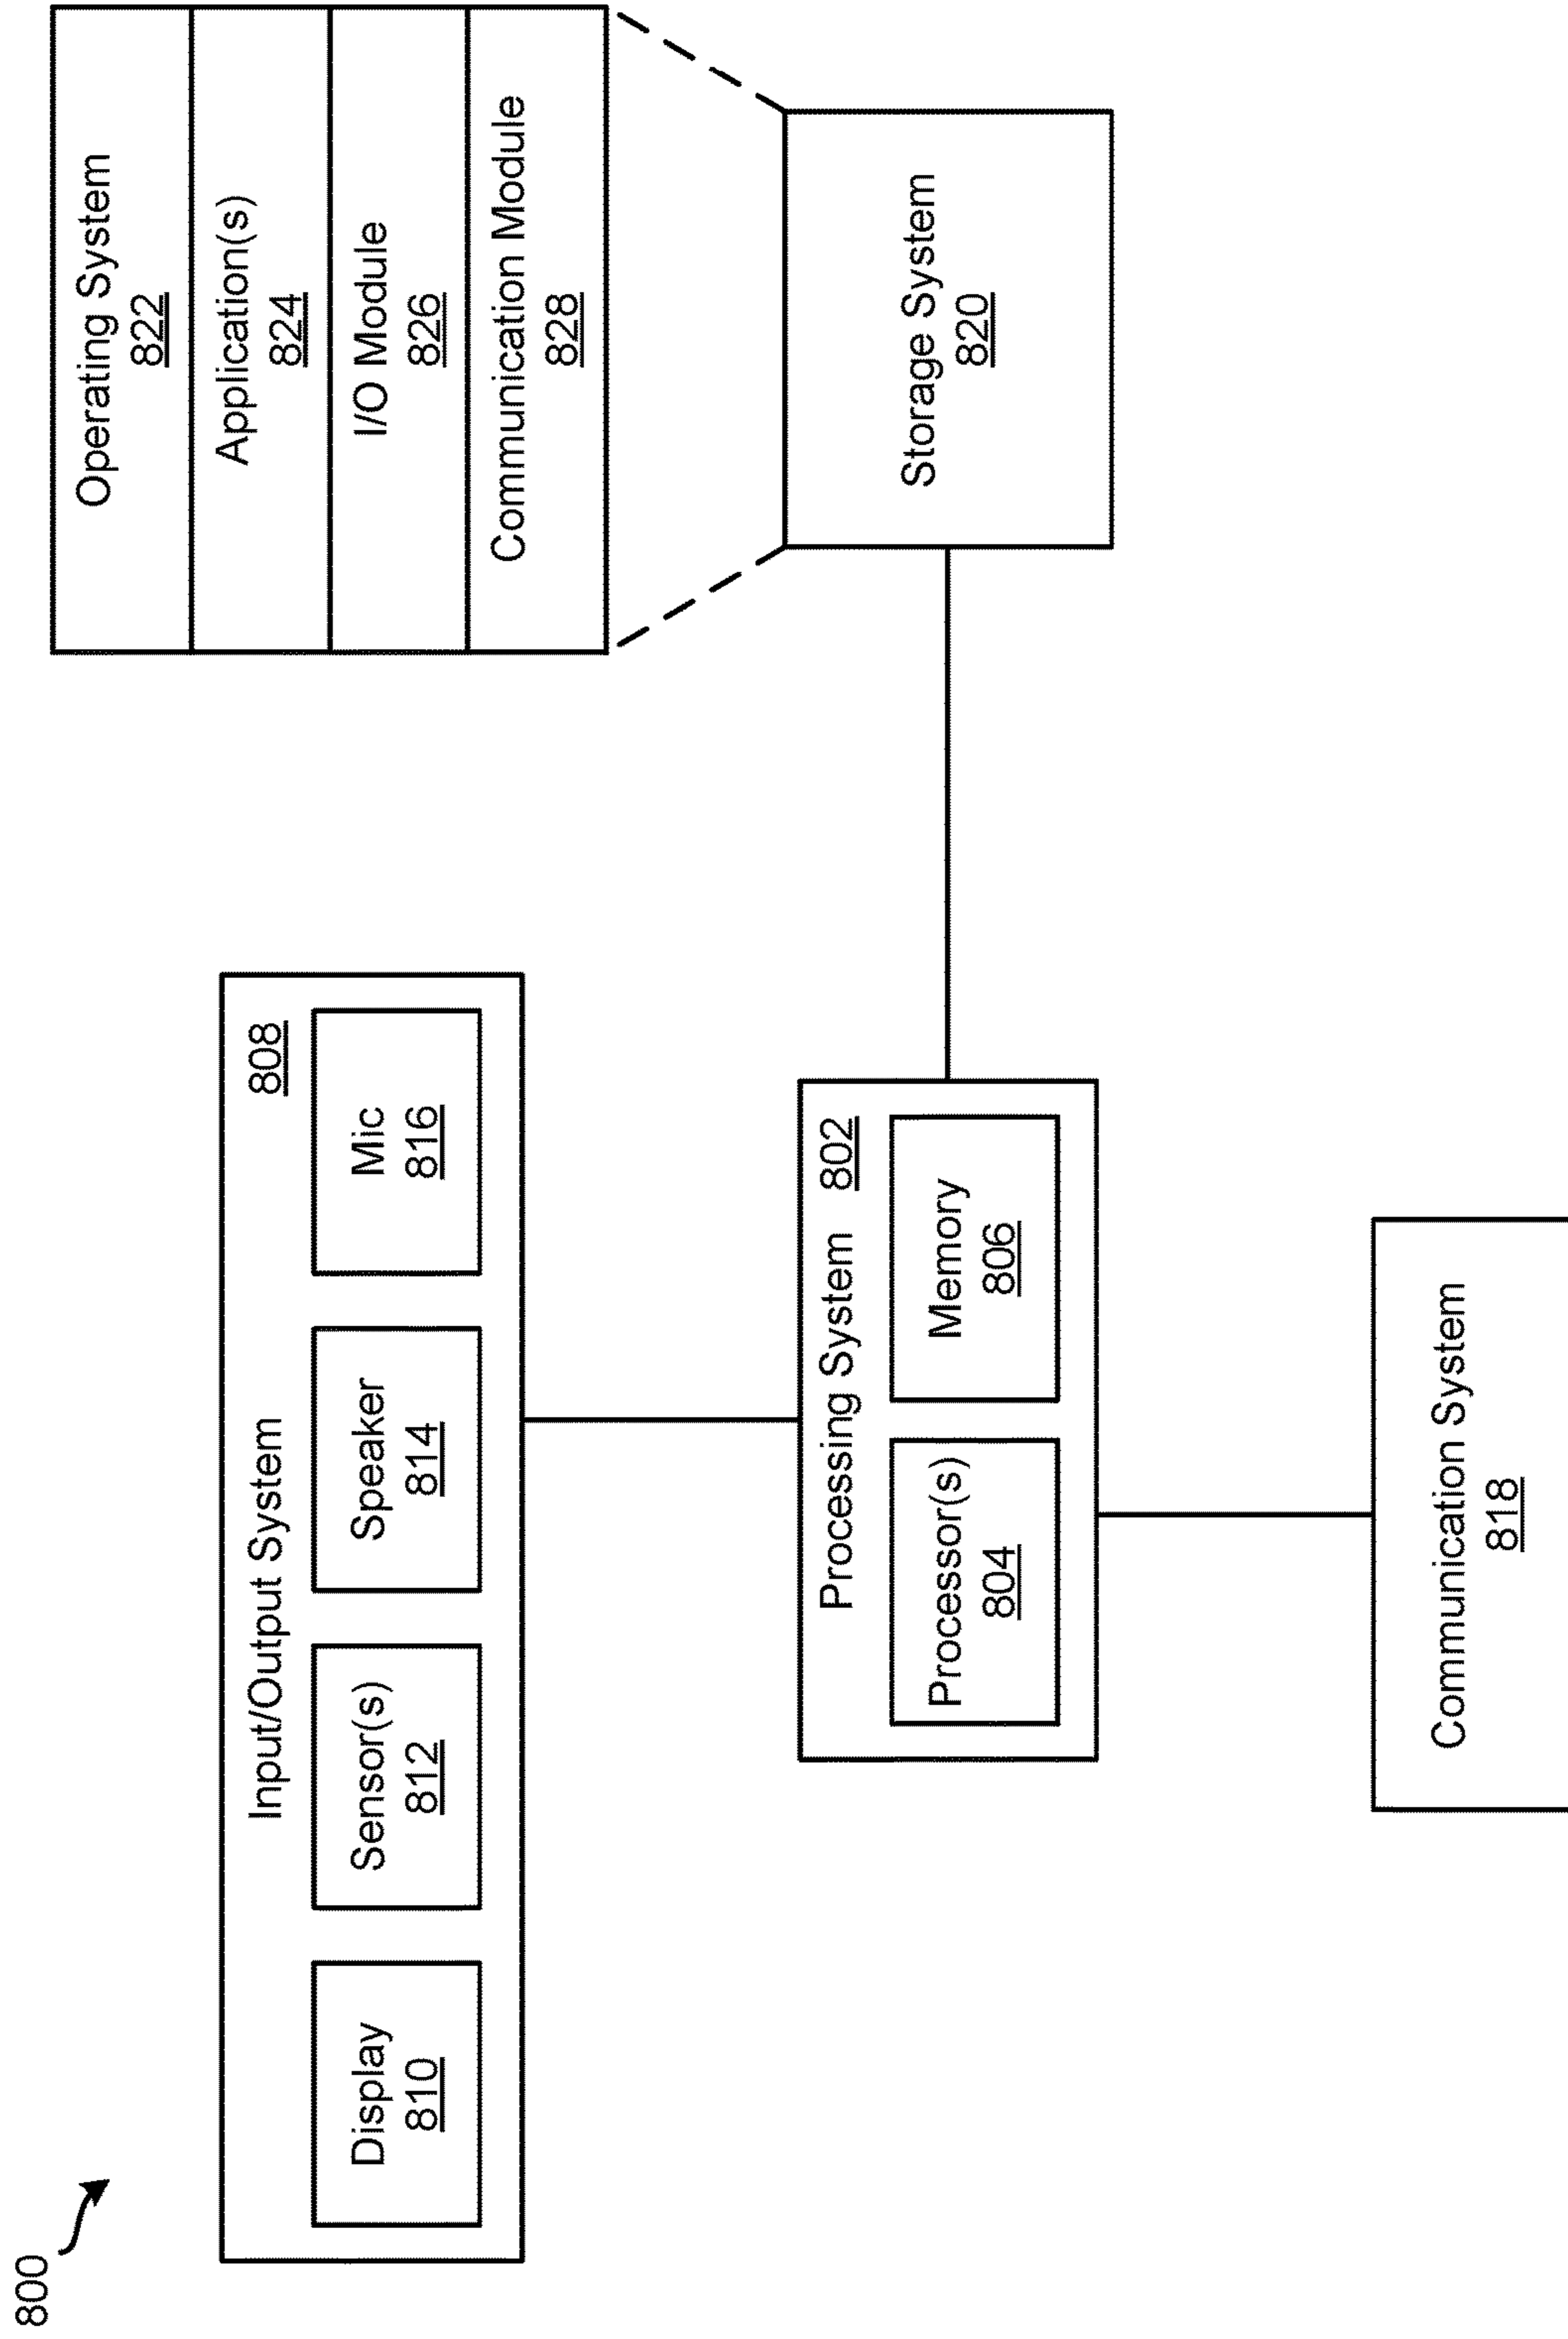 800
Input/Output System
808
Display
810
Sensor(s)
812
Speaker
814
Mic
816
Processing System
802
Processor(s)
804
Memory
806
Communication System
818
Operating System
822
Application(s)
824
I/O Module
826
Communication Module
828
Storage System
820